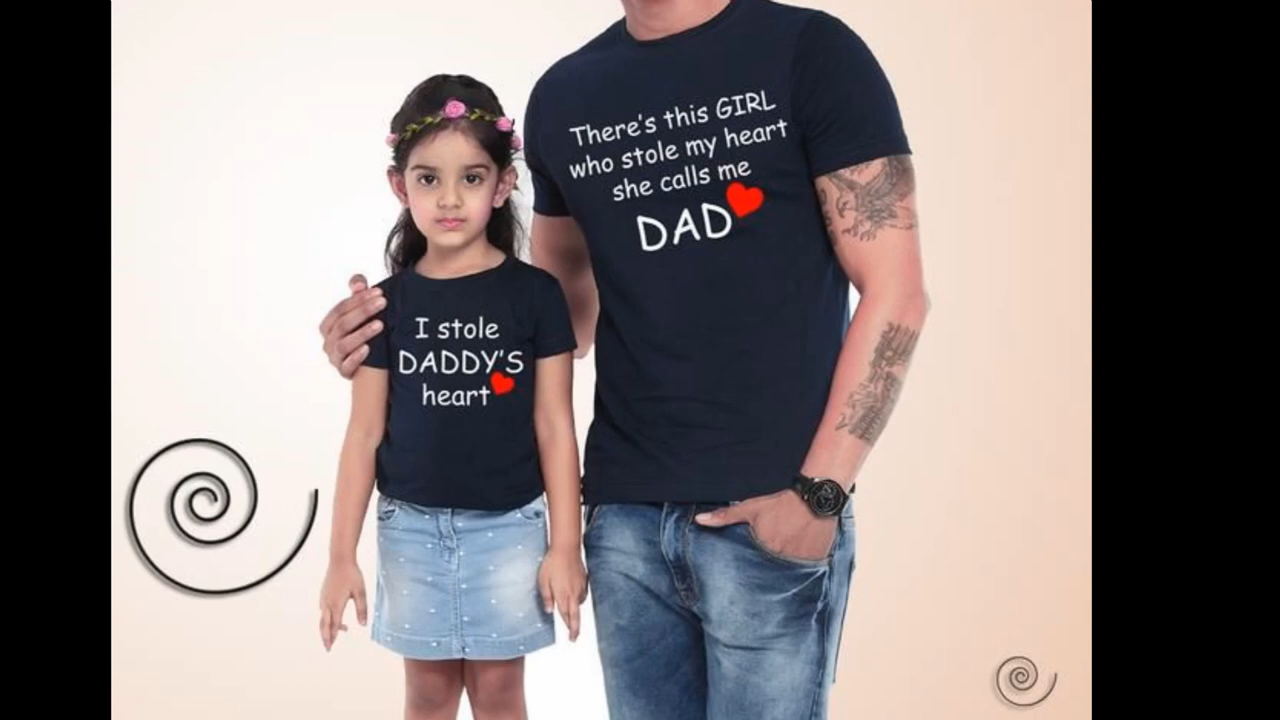 There's this GIRL
who stole my heart
she calls me
DAD
I stole
DADDY'S
heart